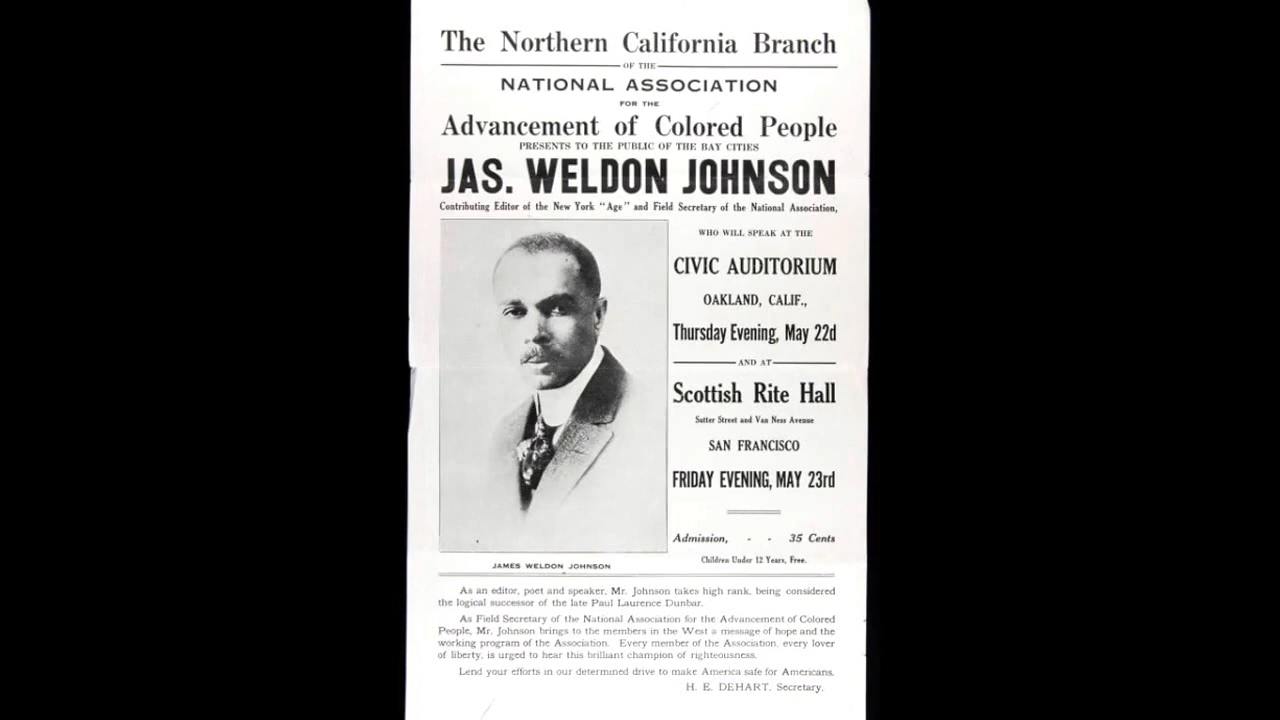 The Northern California Branch
OF THE
NATIONAL ASSOCIATION
FOR THE
Advancement of Colored People
PRESENTS TO THE PUBLIC OF THE BAY CITIES
JAS. WELDON JOHNSON
Contributing Editor of the New York "Age" and Field Secretary of the National Association,
WHO WILL SPEAK AT THE
CIVIC AUDITORIUM
OAKLAND, CALIF.,
Thursday Evening, May 22d
AND AT
Scottish Rite Hall
Sutter Street and Van Ness Avenue
SAN FRANCISCO
FRIDAY EVENING, MAY 23rd
Admission, - - 35 Cents
Children Under 12 Years, Free.
JAMES WELDON JOHNSON
As an editor, poet and speaker, Mr. Johnson takes high rank, being considered
the logical successor of the late Paul Laurence Dunbar.
As Field Secretary of the National Association for the Advancement of Colored
People, Mr. Johnson brings to the members in the West a message of hope and the
working program of the Association. Every member of the Association, every lover
of liberty, is urged to hear this brilliant champion of righteousness.
Lend your efforts in our determined drive to make America safe for Americans.
H. E. DEHART, Secretary.